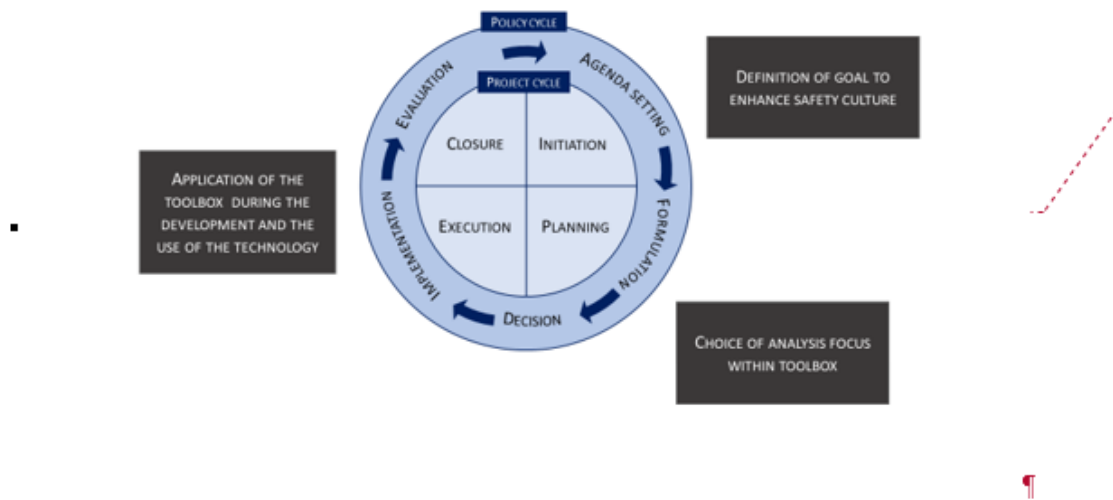 POLICY CYCLE
PROJECT CYCLE
AGENDA SETTING
FORMULATION
DECISION
IMPLEMENTATION
EVALUATION
CLOSURE
INITIATION
EXECUTION
PLANNING
DEFINITION OF GOAL TO
ENHANCE SAFETY CULTURE
CHOICE OF ANALYSIS FOCUS
WITHIN TOOLBOX
APPLICATION OF THE
TOOLBOX DURING THE
DEVELOPMENT AND THE
USE OF THE TECHNOLOGY
¶